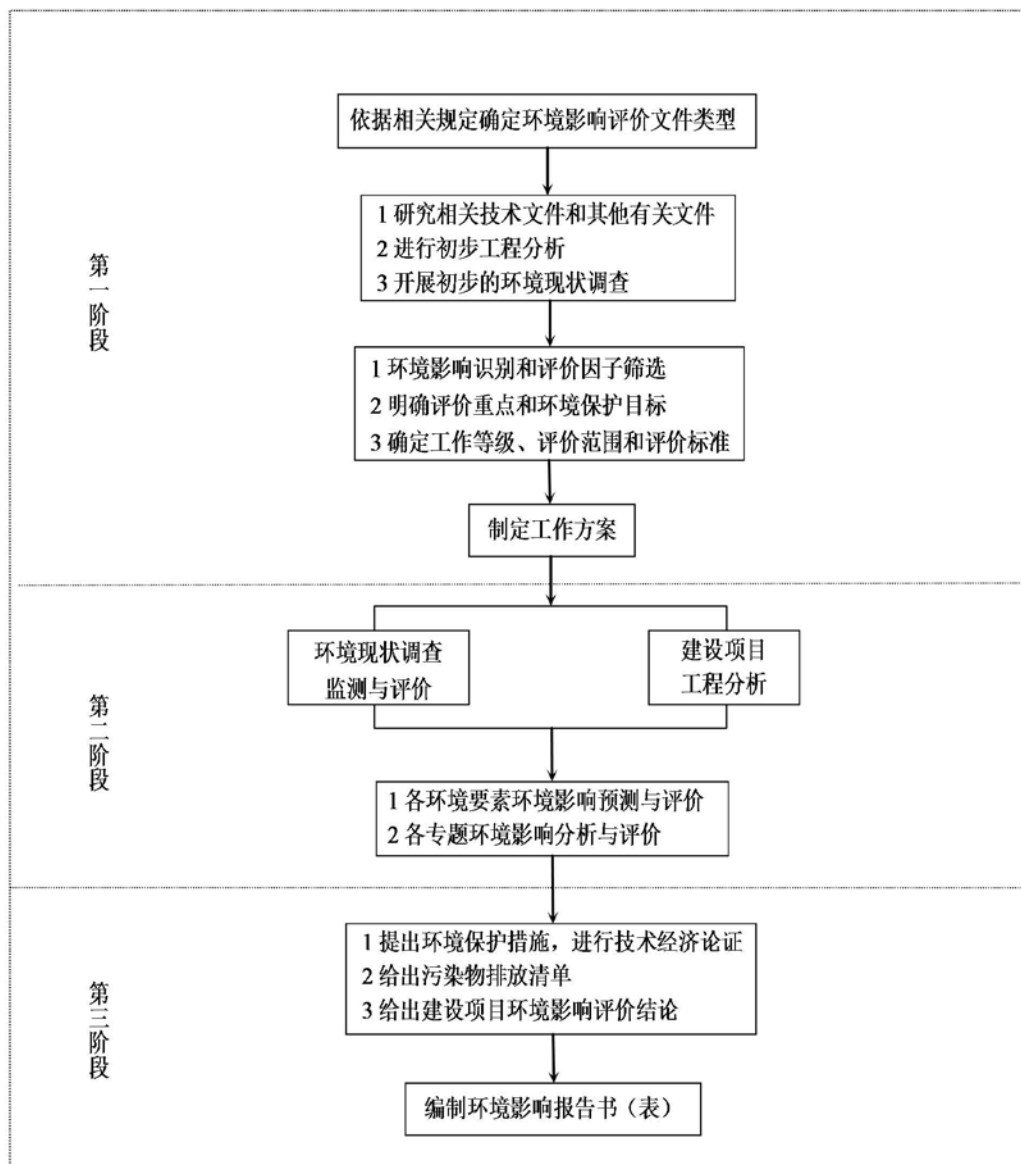 依据相关规定确定环境影响评价文件类型
1 研究相关技术文件和其他有关文件
2 进行初步工程分析
3 开展初步的环境现状调查
第一阶段
1 环境影响识别和评价因子筛选
2 明确评价重点和环境保护目标
3 确定工作等级、评价范围和评价标准
制定工作方案
环境现状调查
监测与评价
建设项目
工程分析
第二阶段
1 各环境要素环境影响预测与评价
2 各专题环境影响分析与评价
1 提出环境保护措施，进行技术经济论证
2 给出污染物排放清单
3 给出建设项目环境影响评价结论
第三阶段
编制环境影响报告书（表）